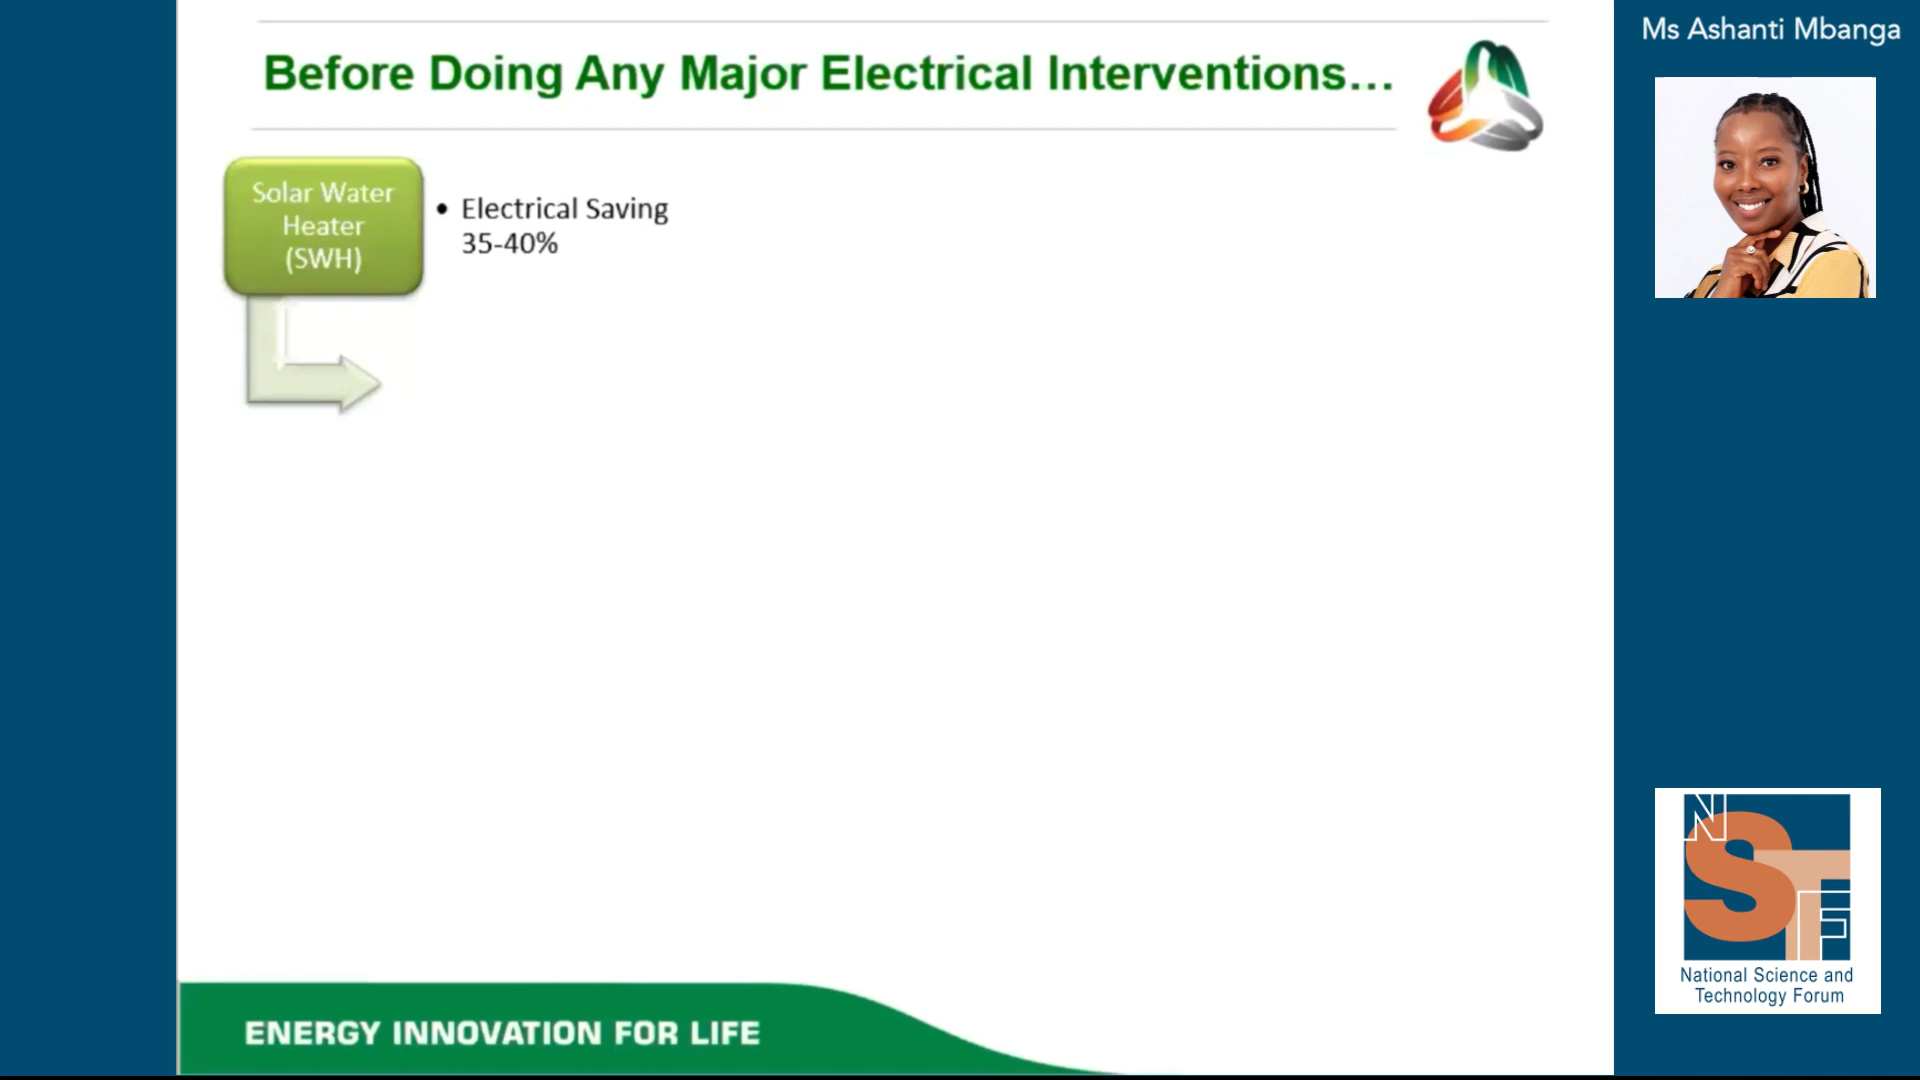 Before Doing Any Major Electrical Interventions...
Ms Ashanti Mbanga
Solar Water
Heater
(SWH)
• Electrical Saving
35-40%
ENERGY INNOVATION FOR LIFE
NSTF
National Science and
Technology Forum